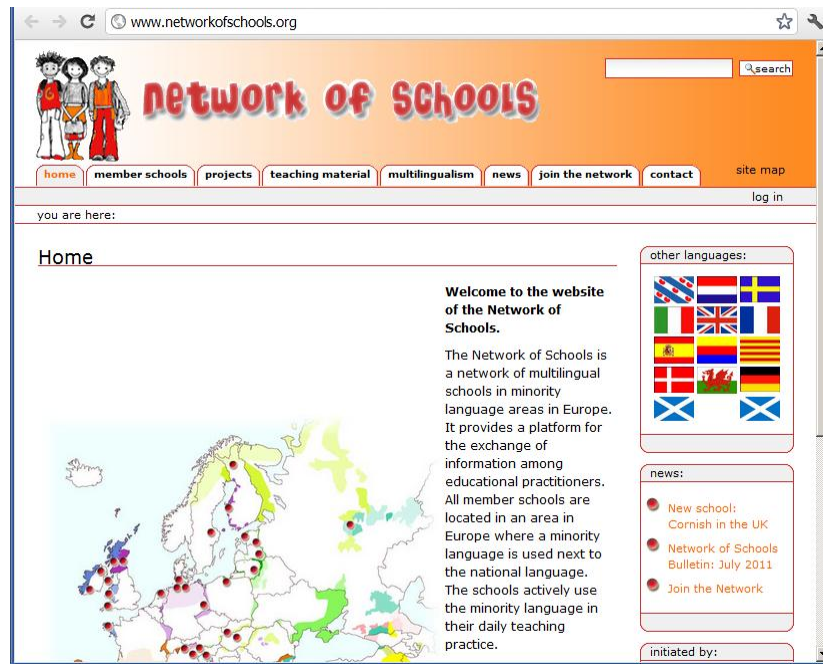 www.networkofschools.org
network of schools
search
home member schools projects teaching material multilingualism news join the network contact site map
log in
you are here:
Home
Welcome to the website
of the Network of
Schools.
The Network of Schools is
a network of multilingual
schools in minority
language areas in Europe.
It provides a platform for
the exchange of
information among
educational practitioners.
All member schools are
located in an area in
Europe where a minority
language is used next to
the national language.
The schools actively use
the minority language in
their daily teaching
practice.
other languages:
news:
New school:
Cornish in the UK
Network of Schools
Bulletin: July 2011
Join the Network
initiated by: